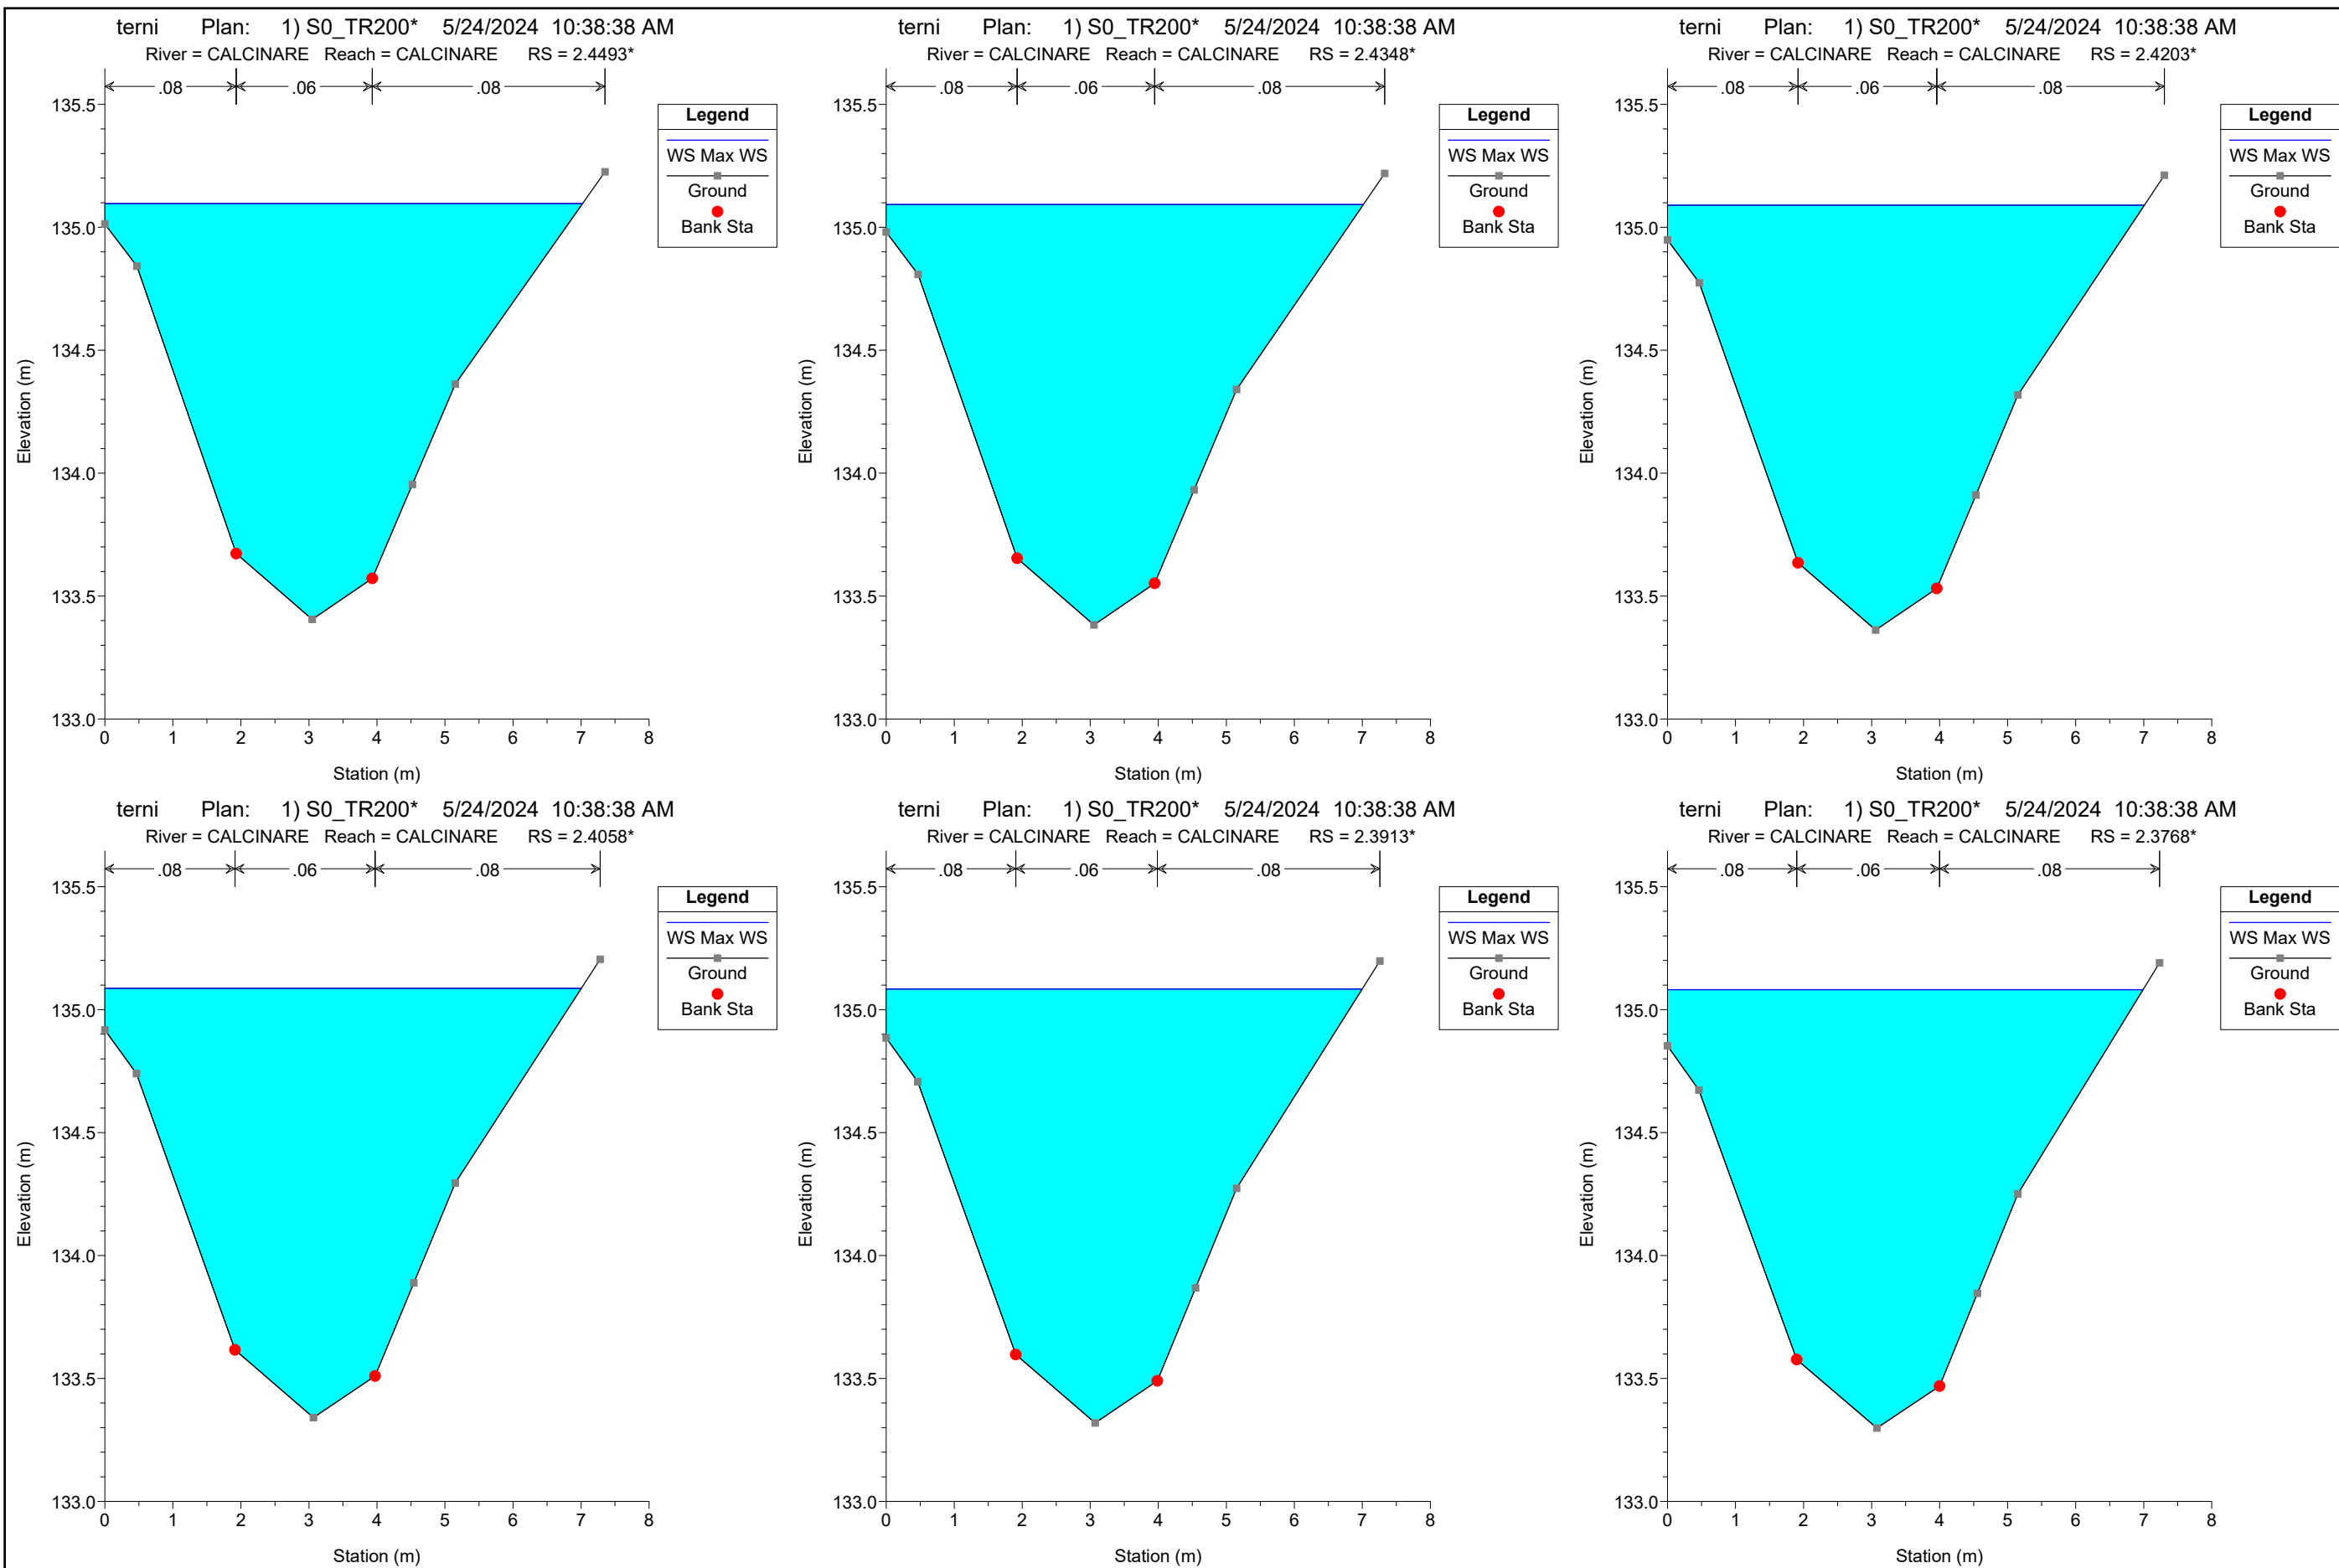 terni Plan: 1) S0_TR200* 5/24/2024 10:38:38 AM
River = CALCINARE Reach = CALCINARE RS = 2.4493*
.08 .06 .08
135.5
135.0
134.5
134.0
133.5
133.0
0 1 2 3 4 5 6 7 8
Station (m)
Elevation (m)
Legend
WS Max WS
Ground
Bank Sta
terni Plan: 1) S0_TR200* 5/24/2024 10:38:38 AM
River = CALCINARE Reach = CALCINARE RS = 2.4348*
.08 .06 .08
135.5
135.0
134.5
134.0
133.5
133.0
0 1 2 3 4 5 6 7 8
Station (m)
Elevation (m)
Legend
WS Max WS
Ground
Bank Sta
terni Plan: 1) S0_TR200* 5/24/2024 10:38:38 AM
River = CALCINARE Reach = CALCINARE RS = 2.4203*
.08 .06 .08
135.5
135.0
134.5
134.0
133.5
133.0
0 1 2 3 4 5 6 7 8
Station (m)
Elevation (m)
Legend
WS Max WS
Ground
Bank Sta
terni Plan: 1) S0_TR200* 5/24/2024 10:38:38 AM
River = CALCINARE Reach = CALCINARE RS = 2.4058*
.08 .06 .08
135.5
135.0
134.5
134.0
133.5
133.0
0 1 2 3 4 5 6 7 8
Station (m)
Elevation (m)
Legend
WS Max WS
Ground
Bank Sta
terni Plan: 1) S0_TR200* 5/24/2024 10:38:38 AM
River = CALCINARE Reach = CALCINARE RS = 2.3913*
.08 .06 .08
135.5
135.0
134.5
134.0
133.5
133.0
0 1 2 3 4 5 6 7 8
Station (m)
Elevation (m)
Legend
WS Max WS
Ground
Bank Sta
terni Plan: 1) S0_TR200* 5/24/2024 10:38:38 AM
River = CALCINARE Reach = CALCINARE RS = 2.3768*
.08 .06 .08
135.5
135.0
134.5
134.0
133.5
133.0
0 1 2 3 4 5 6 7 8
Station (m)
Elevation (m)
Legend
WS Max WS
Ground
Bank Sta